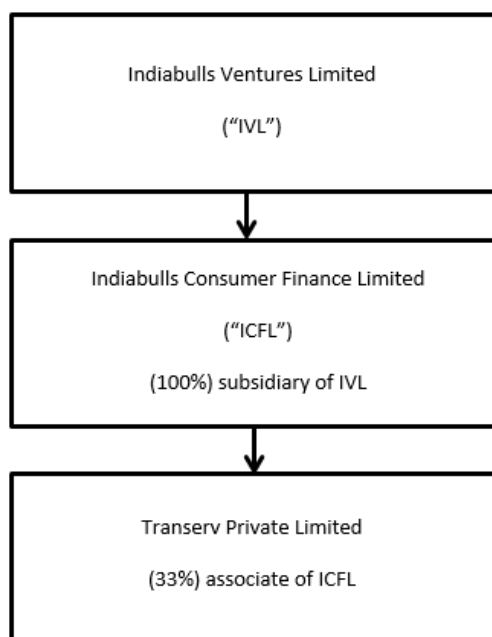 Indiabulls Ventures Limited
(“IVL”)
Indiabulls Consumer Finance Limited
(“ICFL”)
(100%) subsidiary of IVL
Transerv Private Limited
(33%) associate of ICFL